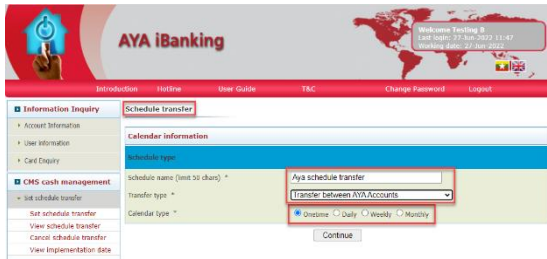 AYA iBanking
Welcome Testing B
Last login: 27-Jun-2022 11:47
Working date: 27-Jun-2022
Introduction Hotline User Guide T&C Change Password Logout
Information Inquiry
Account Information
User Information
Card Enquiry
CMS cash management
Set schedule transfer
Set schedule transfer
View schedule transfer
Cancel schedule transfer
View implementation date
Schedule transfer
Calendar information
Schedule type
Schedule name (limit 50 chars) * Aya schedule transfer
Transfer type * Transfer between AYA Accounts
Calendar type * Onetime Daily Weekly Monthly
Continue